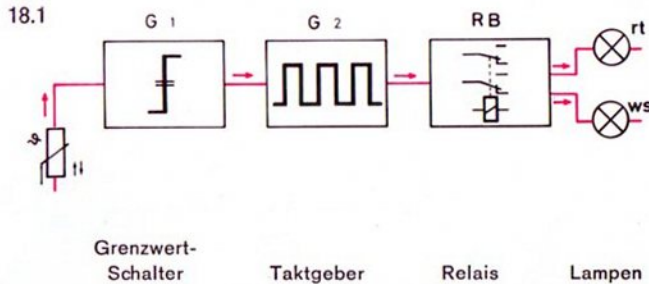 18.1
G 1 G 2 RB
rt
ws
ϑ
Grenzwert-
Schalter Taktgeber Relais Lampen